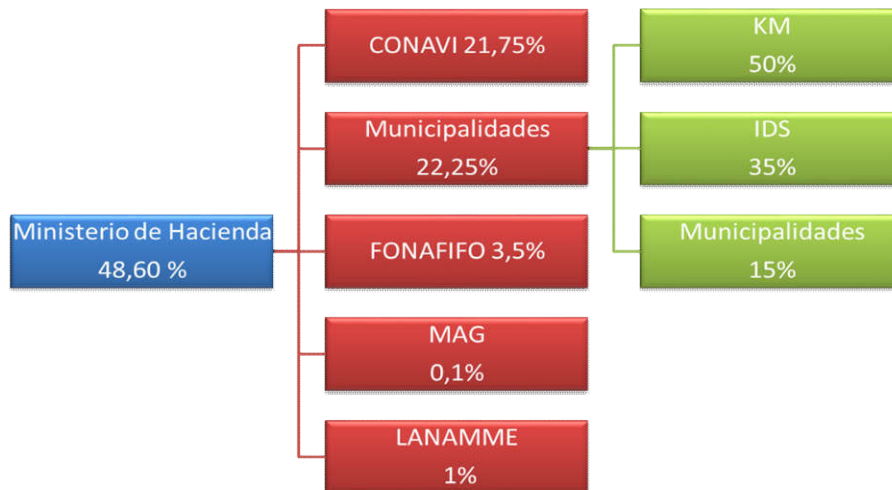 Ministerio de Hacienda
48,60 %
CONAVI 21,75%
Municipalidades
22,25%
FONAFIFO 3,5%
MAG
0,1%
LANAMME
1%
KM
50%
IDS
35%
Municipalidades
15%